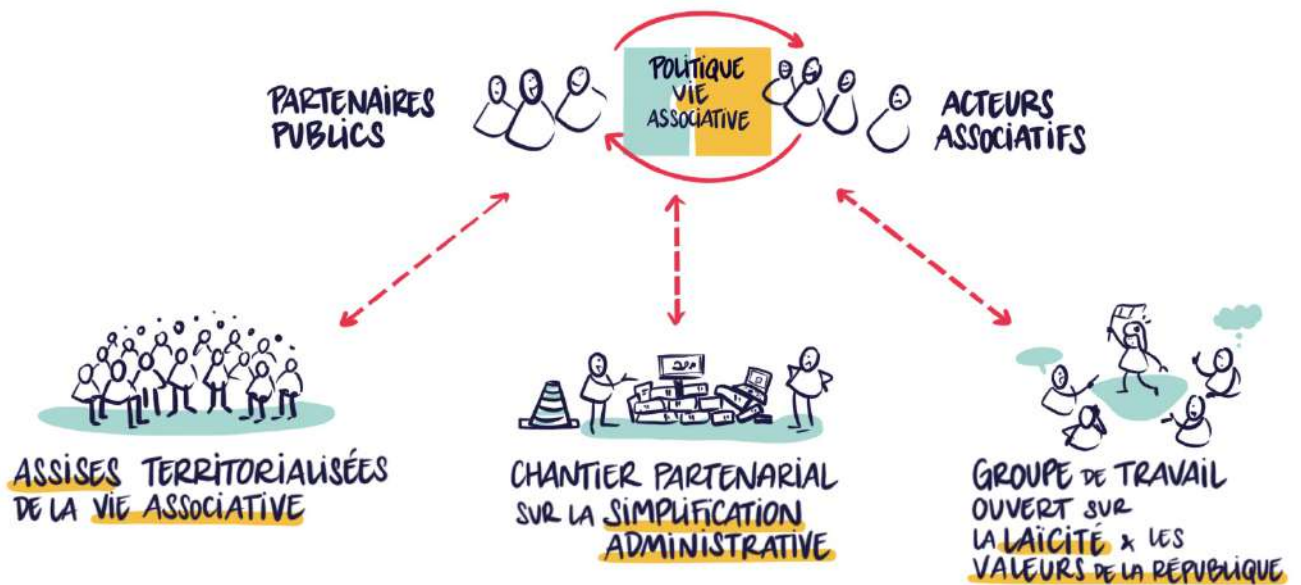 PARTENAIRES
PUBLICS
POLITIQUE
VIE
ASSOCIATIVE
ACTEURS
ASSOCIATIFS
ASSISES TERRITORIALISÉES
DE LA VIE ASSOCIATIVE
CHANTIER PARTENARIAL
SUR LA SIMPLIFICATION
ADMINISTRATIVE
GROUPE DE TRAVAIL
OUVERT SUR
LA LAÏCITÉ & LES
VALEURS DE LA RÉPUBLIQUE